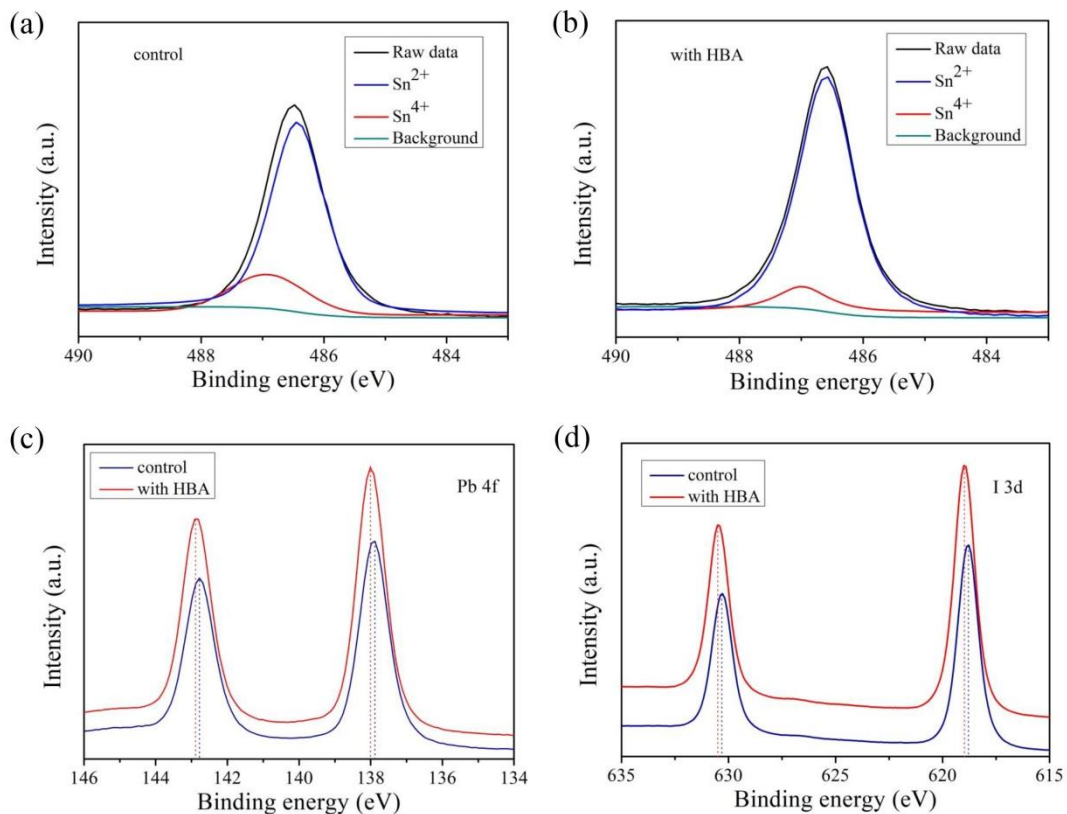 (a)
control
Raw data
Sn2+
Sn4+
Background
Intensity (a.u.)
490 488 486 484
Binding energy (eV)
(b)
with HBA
Raw data
Sn2+
Sn4+
Background
Intensity (a.u.)
490 488 486 484
Binding energy (eV)
(c)
control
with HBA
Pb 4f
Intensity (a.u.)
146 144 142 140 138 136 134
Binding energy (eV)
(d)
control
with HBA
I 3d
Intensity (a.u.)
635 630 625 620 615
Binding energy (eV)